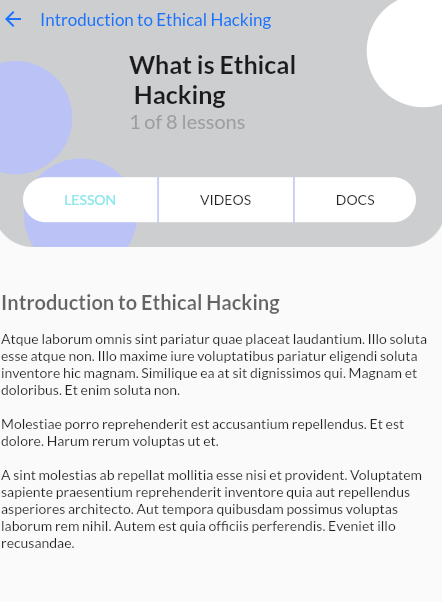 Introduction to Ethical Hacking
What is Ethical
Hacking
1 of 8 lessons
LESSON
VIDEOS
DOCS
Introduction to Ethical Hacking
Atque laborum omnis sint pariatur quae placeat laudantium. Illo soluta
esse atque non. Illo maxime iure voluptatibus pariatur eligendi soluta
inventore hic magnam. Similique ea at sit dignissimos qui. Magnam et
doloribus. Et enim soluta non.
Molestiae porro reprehenderit est accusantium repellendus. Et est
dolore. Harum rerum voluptas ut et.
A sint molestias ab repellat mollitia esse nisi et provident. Voluptatem
sapiente praesentium reprehenderit inventore quia aut repellendus
asperiores architecto. Aut tempora quibusdam possimus voluptas
laborum rem nihil. Autem est quia officiis perferendis. Eveniet illo
recusandae.